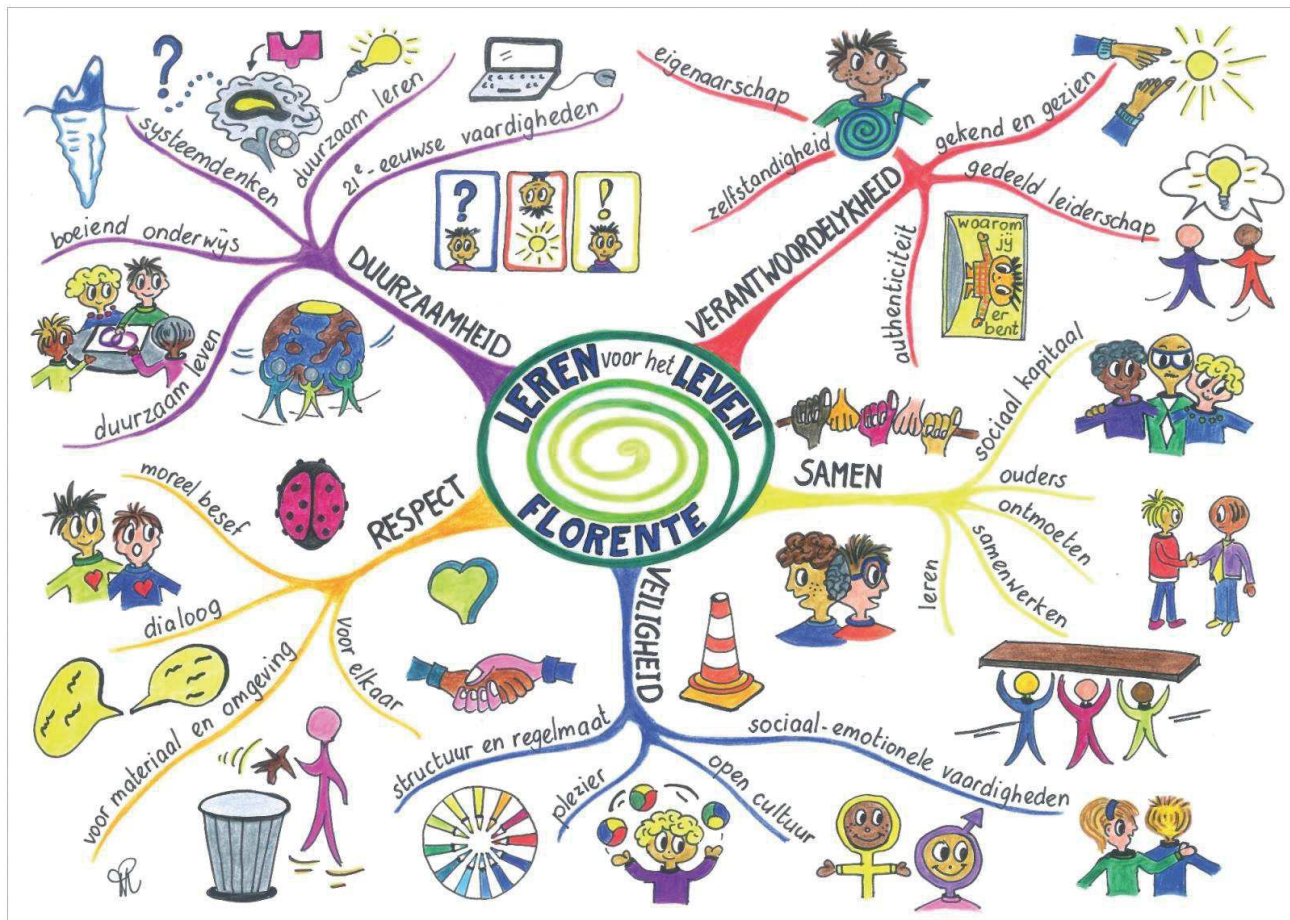 LEREN voor het LEVEN
FLORENTE
DUURZAAMHEID
systeemdenken
duurzaam leren
21e-eeuwse vaardigheden
boeiend onderwijs
duurzaam leven
?
?
!
VERANTWOORDELYKHEID
eigenaarschap
zelfstandigheid
gekend en gezien
gedeeld leiderschap
authenticiteit
waarom
jij
er
bent
SAMEN
sociaal kapitaal
ouders
ontmoeten
samenwerken
leren
VEILIGHEID
sociaal-emotionele vaardigheden
open cultuur
plezier
structuur en regelmaat
RESPECT
moreel besef
dialoog
voor materiaal en omgeving
voor elkaar